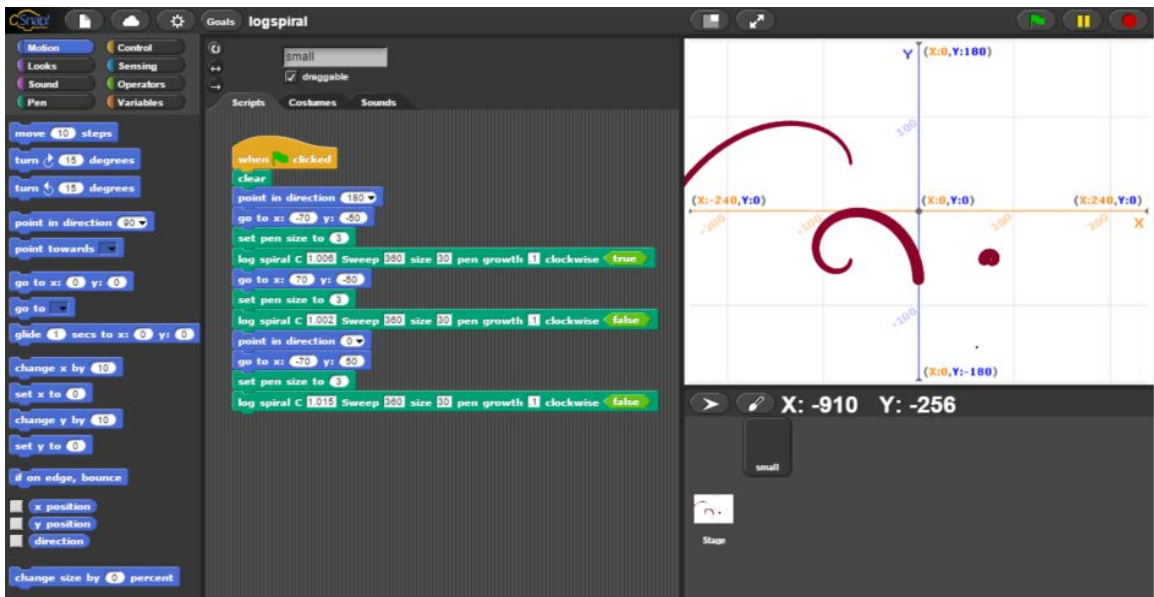 CSnap! Goals logspiral
Motion Control
Looks Sensing
Sound Operators
Pen Variables
move 10 steps
turn 15 degrees
turn 15 degrees
point in direction 90
point towards
go to x: 0 y: 0
go to
glide 1 secs to x: 0 y: 0
change x by 10
set x to 0
change y by 10
set y to 0
if on edge, bounce
x position
y position
direction
change size by 0 percent
small
draggable
Scripts Costumes Sounds
when clicked
clear
point in direction 180
go to x: -70 y: -50
set pen size to 3
log spiral C 1.006 Sweep 360 size 30 pen growth 1 clockwise true
go to x: 70 y: -50
set pen size to 3
log spiral C 1.002 Sweep 360 size 30 pen growth 1 clockwise false
point in direction 0
go to x: -70 y: 50
set pen size to 3
log spiral C 1.015 Sweep 360 size 30 pen growth 1 clockwise false
Y (X:0,Y:180)
100
(X:-240,Y:0) (X:0,Y:0) (X:240,Y:0)
-200 -100 100 200 X
-100
(X:0,Y:-180)
X: -910 Y: -256
small
Stage